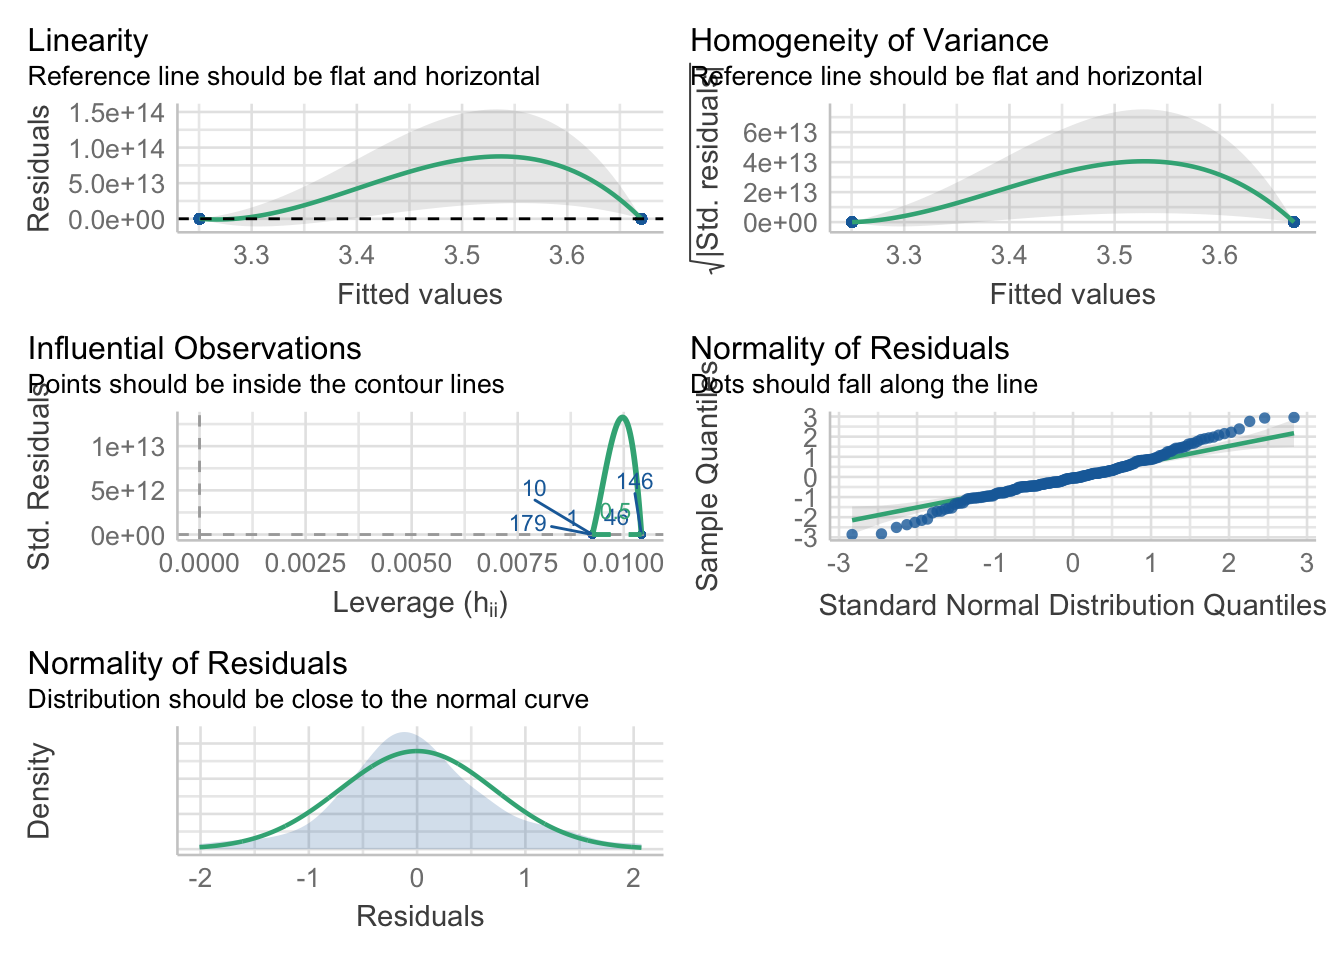 Linearity
Reference line should be flat and horizontal
Residuals
1.5e+14
1.0e+14
5.0e+13
0.0e+00
3.3 3.4 3.5 3.6
Fitted values
Homogeneity of Variance
Reference line should be flat and horizontal
√|Std. residuals|
6e+13
4e+13
2e+13
0e+00
3.3 3.4 3.5 3.6
Fitted values
Influential Observations
Points should be inside the contour lines
Std. Residuals
1e+13
5e+12
0e+00
10
179
1
0.5
46
146
0.0000 0.0025 0.0050 0.0075 0.0100
Leverage (hii)
Normality of Residuals
Dots should fall along the line
Sample Quantiles
3
2
1
0
-1
-2
-3
-3 -2 -1 0 1 2 3
Standard Normal Distribution Quantiles
Normality of Residuals
Distribution should be close to the normal curve
Density
-2 -1 0 1 2
Residuals